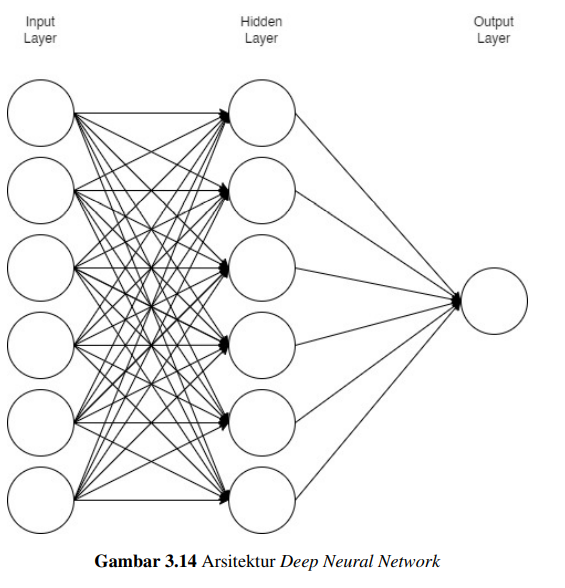 Input
Layer
Hidden
Layer
Output
Layer
Gambar 3.14 Arsitektur Deep Neural Network